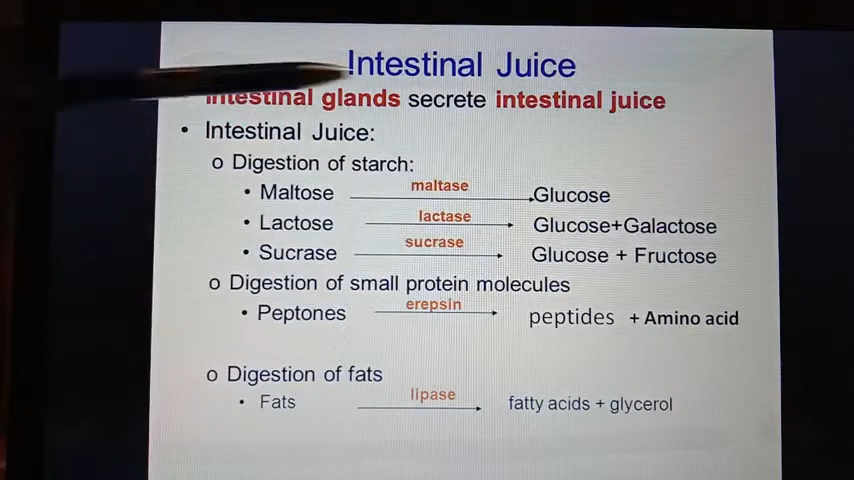 Intestinal Juice
• Intestinal glands secrete intestinal juice
• Intestinal Juice:
o Digestion of starch:
• Maltose maltase Glucose
• Lactose lactase Glucose+Galactose
• Sucrase sucrase Glucose + Fructose
o Digestion of small protein molecules
• Peptones erepsin peptides + Amino acid
o Digestion of fats
• Fats lipase fatty acids + glycerol